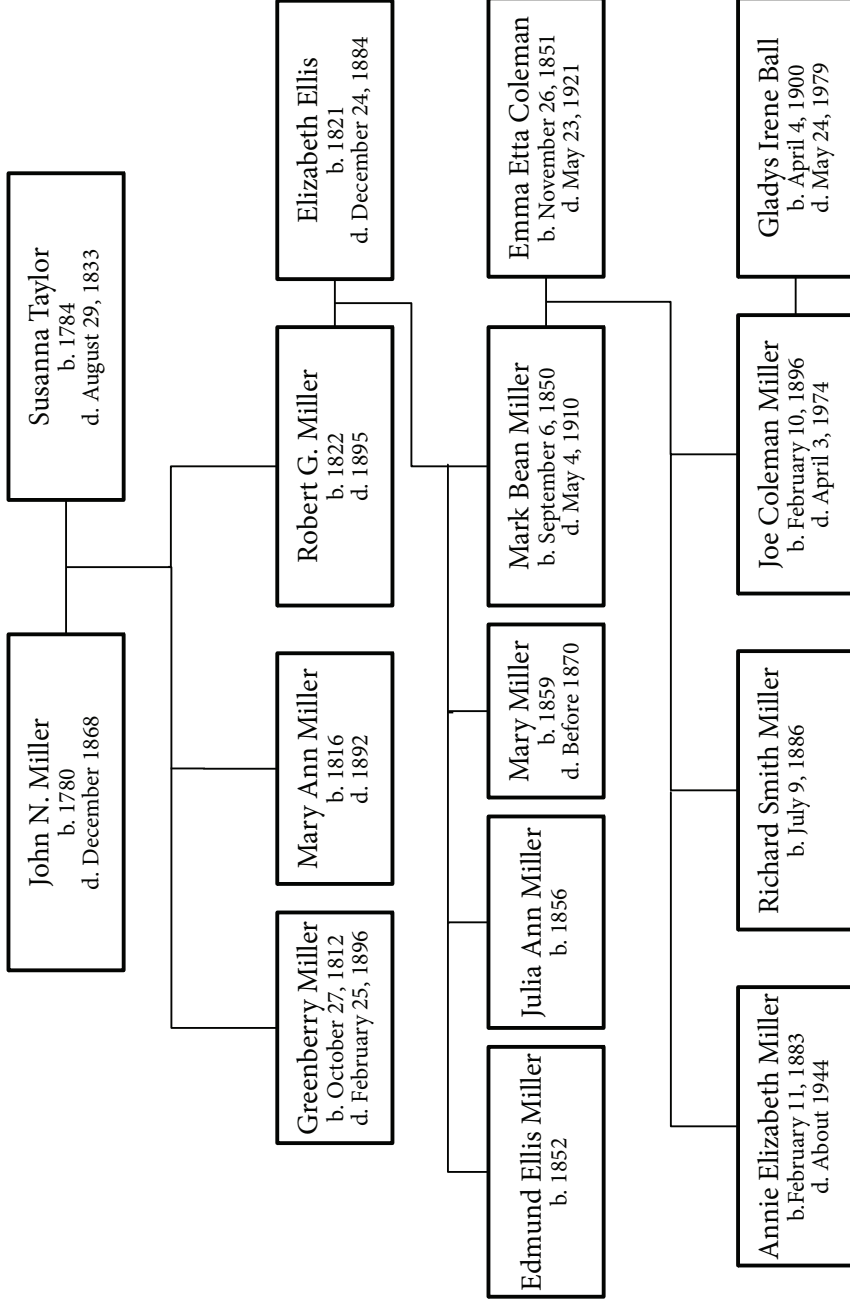 John N. Miller
b. 1780
d. December 1868
Susanna Taylor
b. 1784
d. August 29, 1833
Greenberry Miller
b. October 27, 1812
d. February 25, 1896
Mary Ann Miller
b. 1816
d. 1892
Robert G. Miller
b. 1822
d. 1895
Elizabeth Ellis
b. 1821
d. December 24, 1884
Edmund Ellis Miller
b. 1852
Julia Ann Miller
b. 1856
Mary Miller
b. 1859
d. Before 1870
Mark Bean Miller
b. September 6, 1850
d. May 4, 1910
Emma Etta Coleman
b. November 26, 1851
d. May 23, 1921
Annie Elizabeth Miller
b.February 11, 1883
d. About 1944
Richard Smith Miller
b. July 9, 1886
Joe Coleman Miller
b. February 10, 1896
d. April 3, 1974
Gladys Irene Ball
b. April 4, 1900
d. May 24, 1979